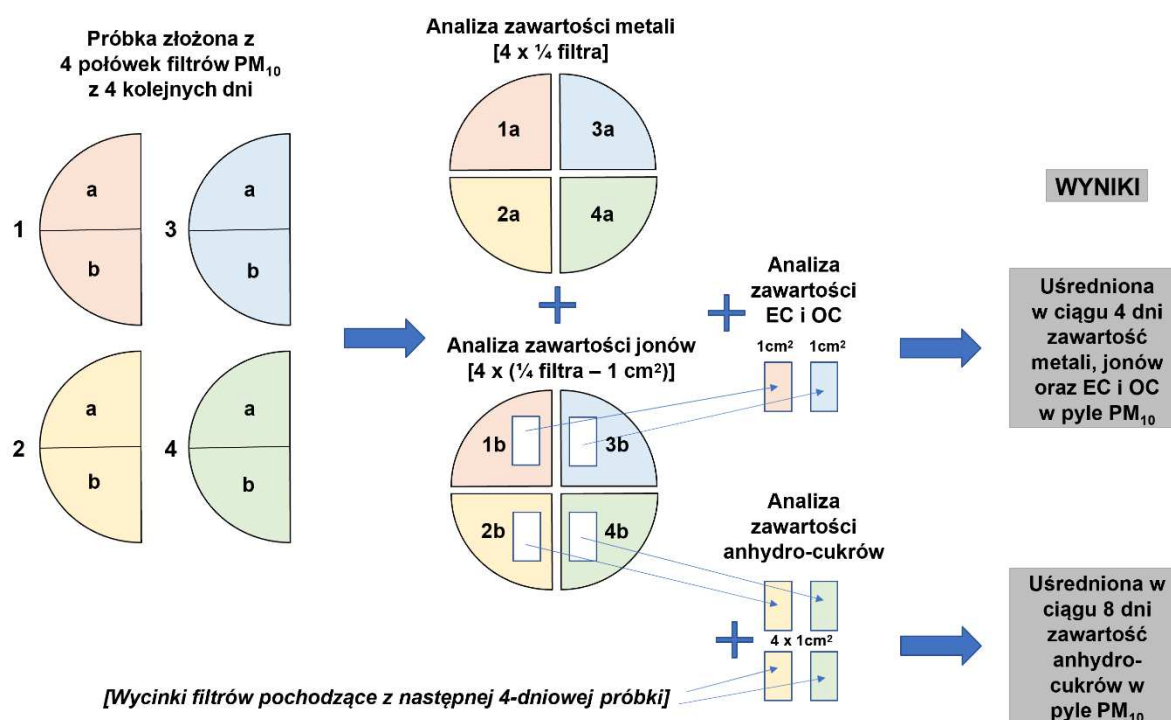 Próbka złożona z
4 połówek filtrów PM₁₀
z 4 kolejnych dni
1
a
b
3
a
b
2
a
b
4
a
b
Analiza zawartości metali
[4 x ¼ filtra]
1a
3a
2a
4a
Analiza zawartości jonów
[4 x (¼ filtra – 1 cm²)]
1b
3b
2b
4b
Analiza
zawartości
EC i OC
1cm²
1cm²
Analiza
zawartości
anhydro-cukrów
4 x 1cm²
[Wycinki filtrów pochodzące z następnej 4-dniowej próbki]
WYNIKI
Uśredniona
w ciągu 4 dni
zawartość
metali, jonów
oraz EC i OC
w pyle PM₁₀
Uśredniona w
ciągu 8 dni
zawartość
anhydro-
cukrów w
pyle PM₁₀